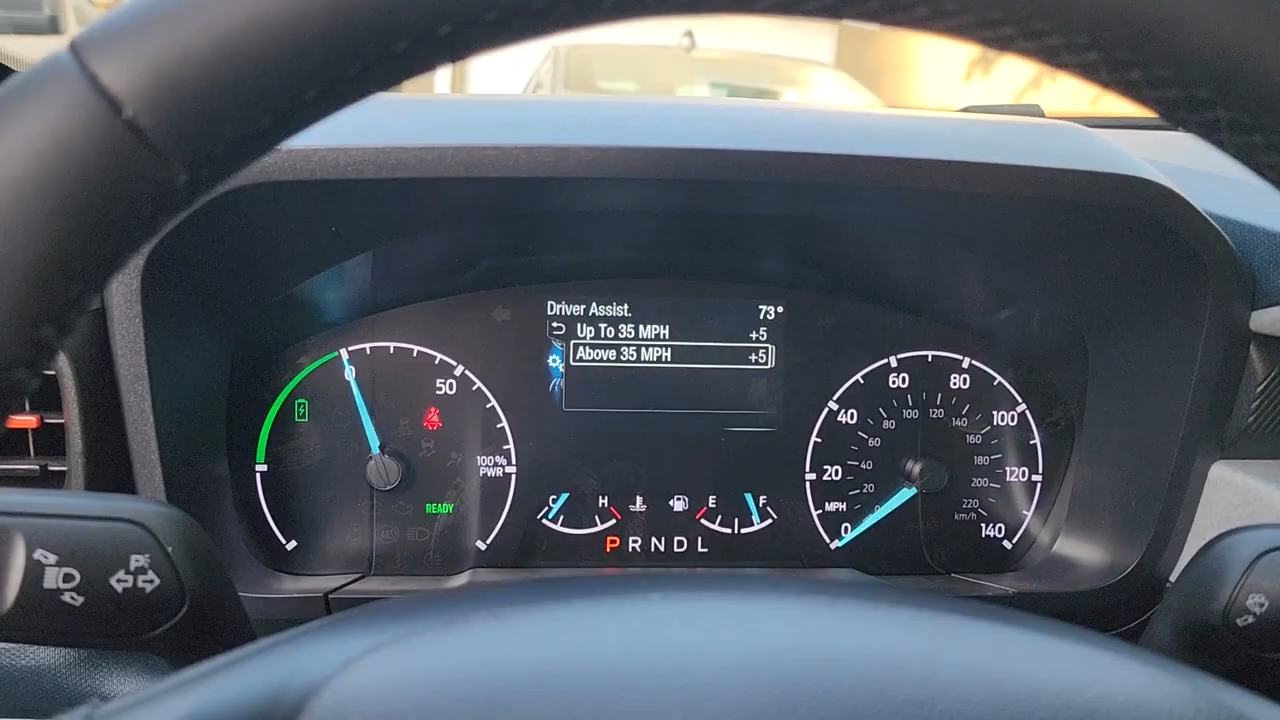 Driver Assist. 73°
Up To 35 MPH +5
Above 35 MPH +5
0
50
100%
PWR
READY
C H
E F
P R N D L
0
20
40
60
80
100
120
140
MPH
20
40
60
80
100
120
140
160
180
200
220
km/h
P
ABS